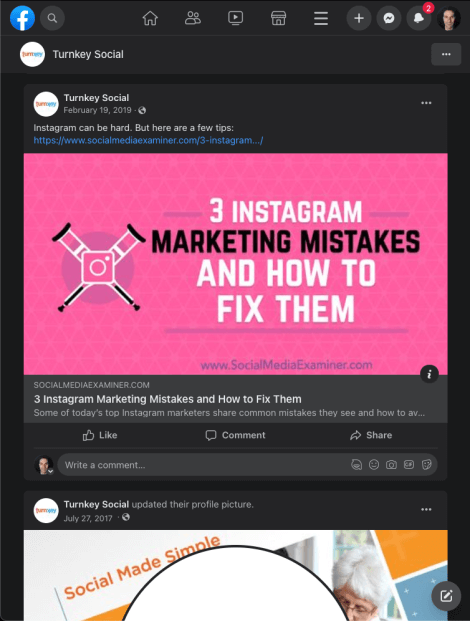 2
turnkey
Turnkey Social
turnkey
Turnkey Social
February 19, 2019 ·
Instagram can be hard. But here are a few tips:
https://www.socialmediaexaminer.com/3-instagram.../
3 INSTAGRAM
MARKETING MISTAKES
AND HOW TO
FIX THEM
www.SocialMediaExaminer.com
SOCIALMEDIAEXAMINER.COM
3 Instagram Marketing Mistakes and How to Fix Them
Some of today's top Instagram marketers share common mistakes they see and how to av...
Like
Comment
Share
Write a comment...
GIF
turnkey
Turnkey Social updated their profile picture.
July 27, 2017 ·
Social Made Simple